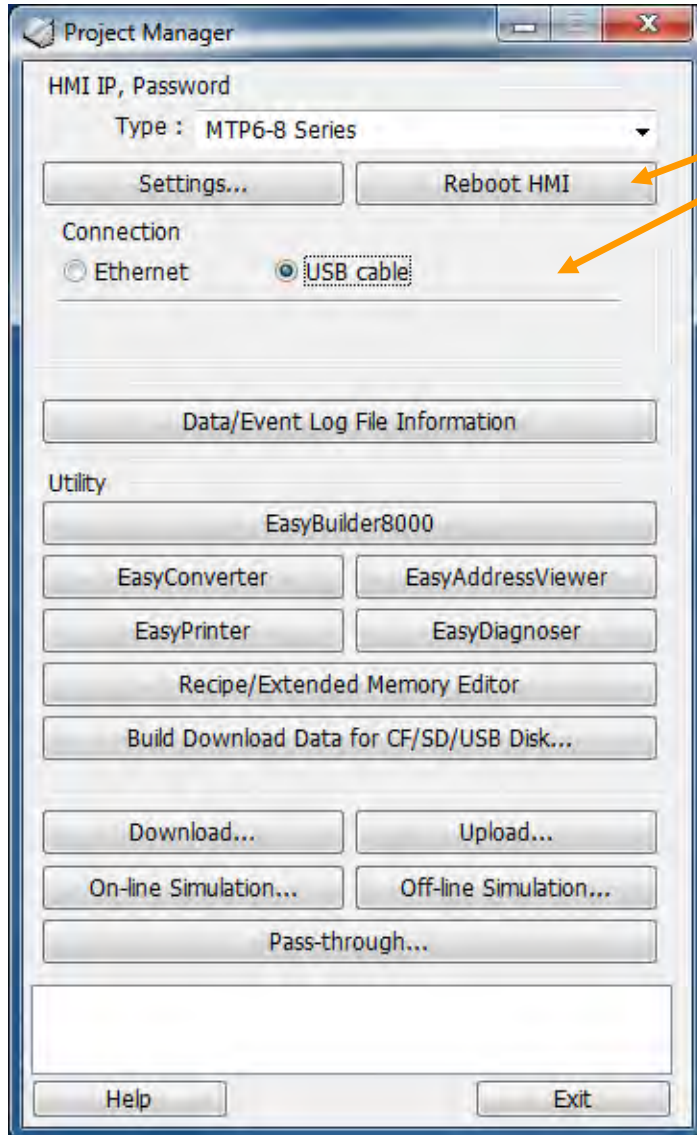 Project Manager
HMI IP, Password
Type : MTP6-8 Series
Settings... Reboot HMI
Connection
Ethernet USB cable
Data/Event Log File Information
Utility
EasyBuilder8000
EasyConverter EasyAddressViewer
EasyPrinter EasyDiagnoser
Recipe/Extended Memory Editor
Build Download Data for CF/SD/USB Disk...
Download... Upload...
On-line Simulation... Off-line Simulation...
Pass-through...
Help Exit